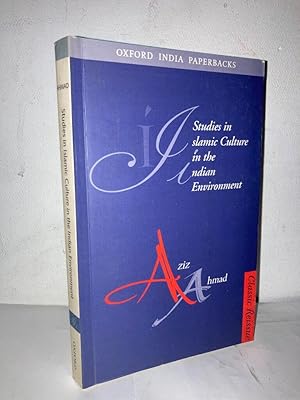 OXFORD INDIA PAPERBACKS
Studies in
Islamic Culture
in the
Indian
Environment
Aziz
Ahmad
Classic Reissue
AHMAD
Studies in Islamic Culture in the Indian Environment
OXFORD